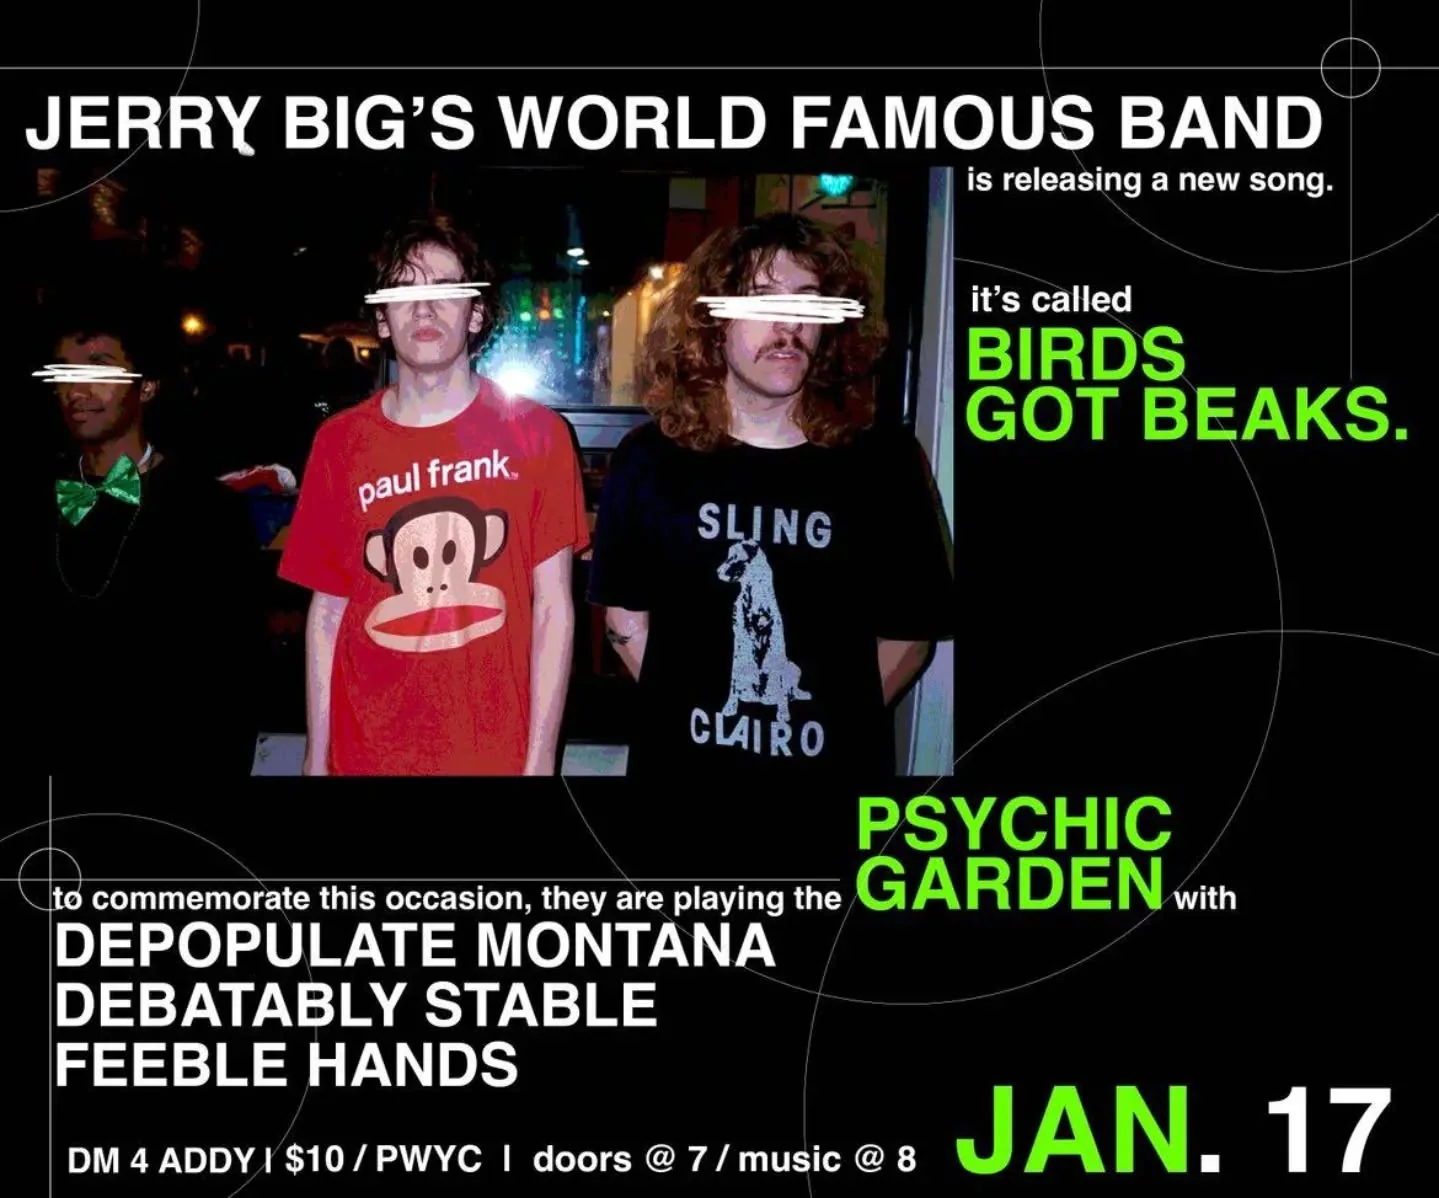 JERRY BIG'S WORLD FAMOUS BAND
is releasing a new song.
it's called
BIRDS
GOT BEAKS.
paul frank™
SLING
CLAIRO
PSYCHIC
GARDEN with
to commemorate this occasion, they are playing the
DEPOPULATE MONTANA
DEBATABLY STABLE
FEEBLE HANDS
DM 4 ADDY | $10 / PWYC | doors @ 7 / music @ 8
JAN. 17